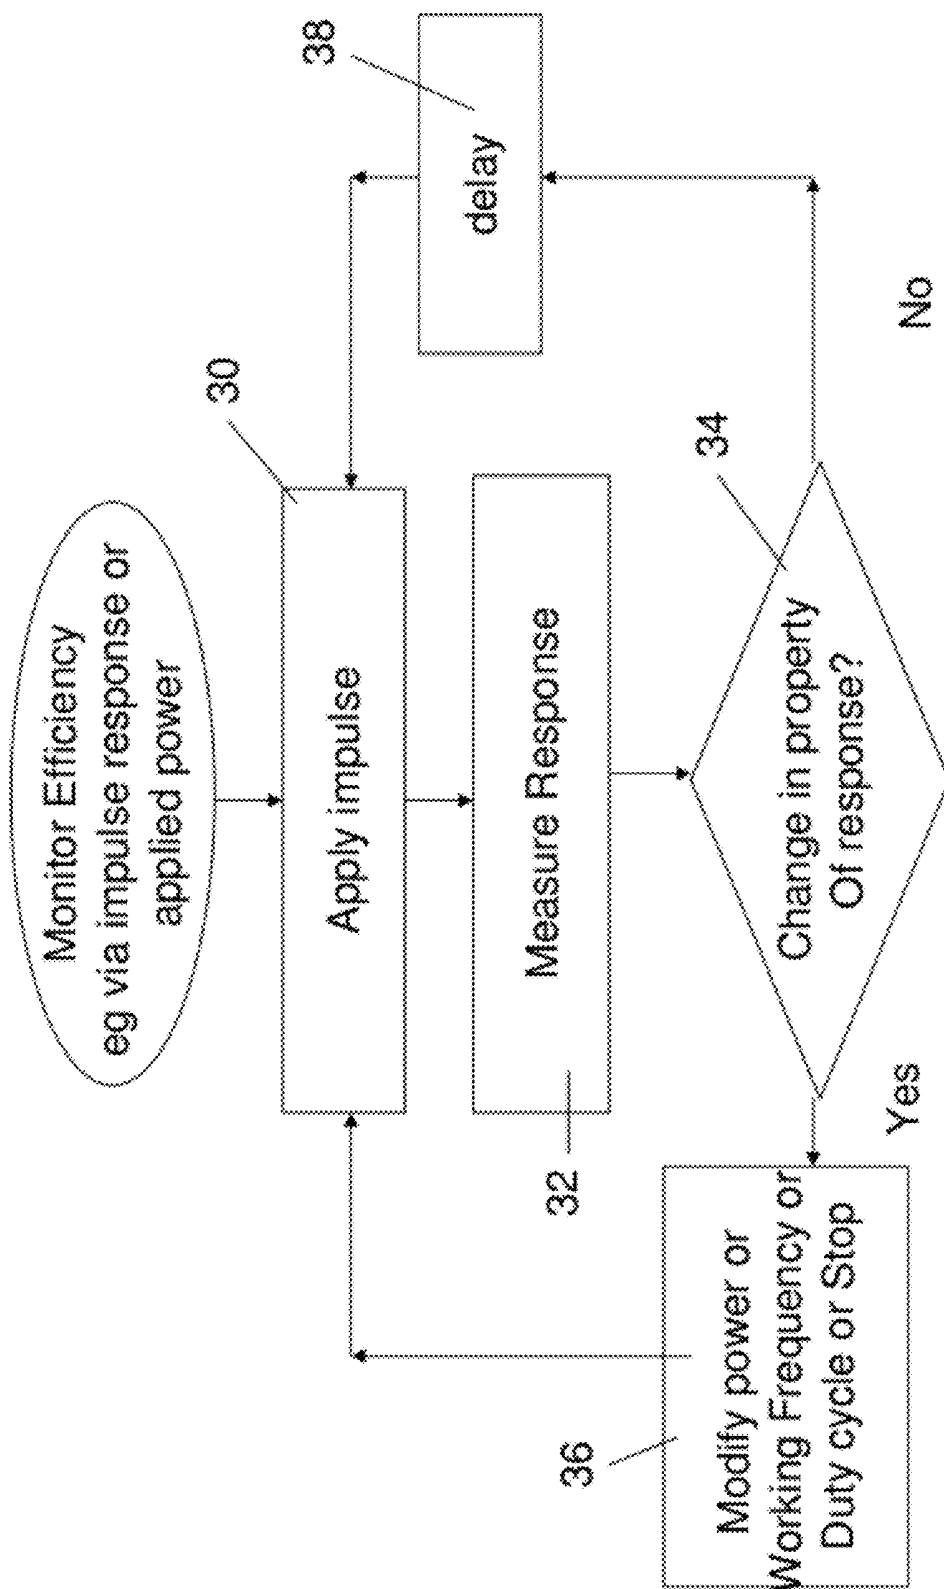 Monitor Efficiency
eg via impulse response or
applied power
30
Apply impulse
38
delay
32
Measure Response
34
Change in property
Of response?
Yes
No
36
Modify power or
Working Frequency or
Duty cycle or Stop